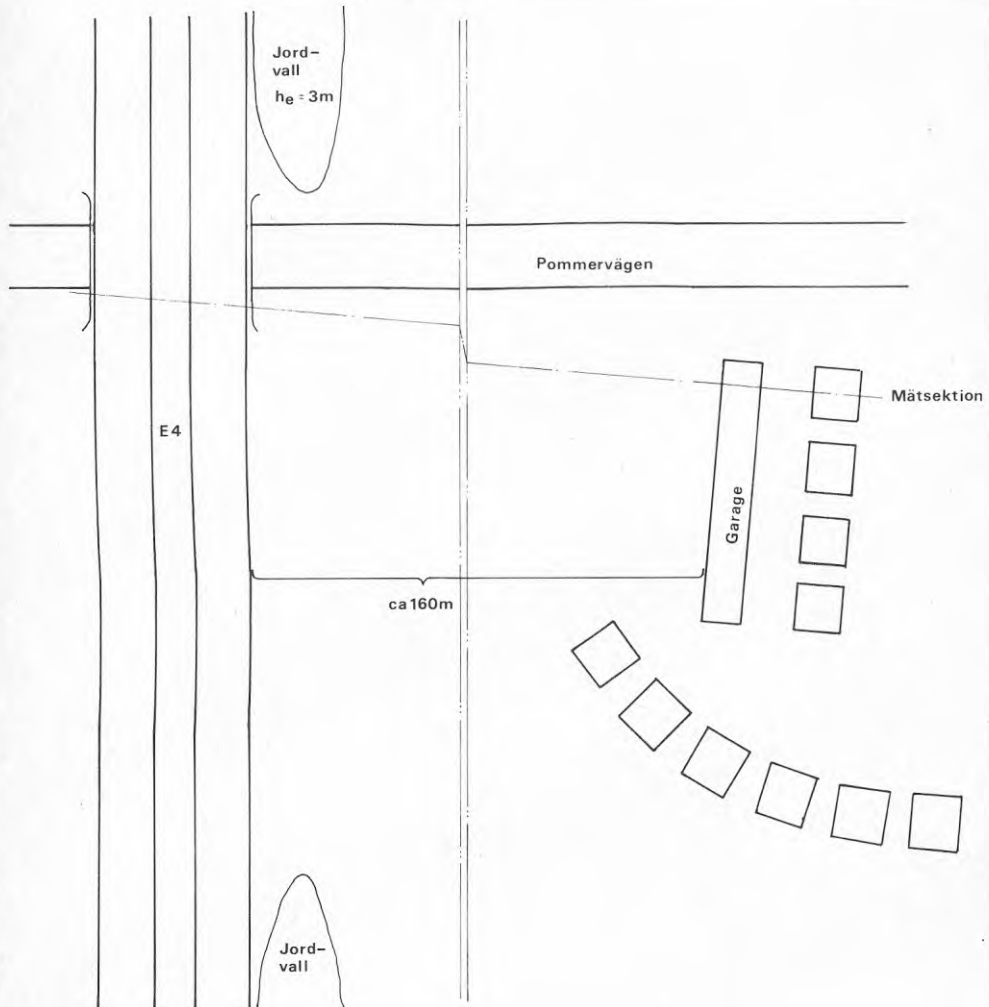 Jord-
vall
he = 3m
Pommervägen
Mätsektion
E4
Garage
ca 160m
Jord-
vall